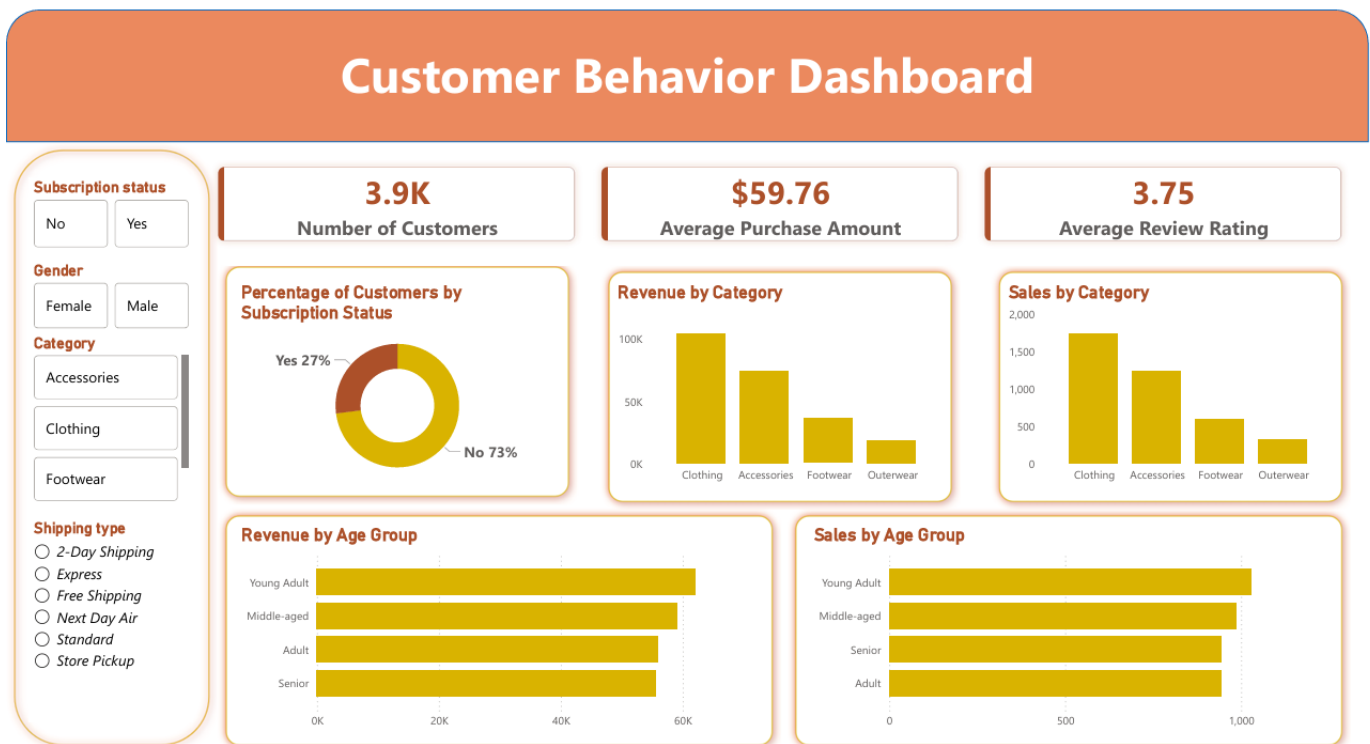 Customer Behavior Dashboard
Subscription status
No
Yes
Gender
Female
Male
Category
Accessories
Clothing
Footwear
Shipping type
2-Day Shipping
Express
Free Shipping
Next Day Air
Standard
Store Pickup
3.9K
Number of Customers
$59.76
Average Purchase Amount
3.75
Average Review Rating
Percentage of Customers by
Subscription Status
Yes 27%
No 73%
Revenue by Category
100K
50K
0K
Clothing
Accessories
Footwear
Outerwear
Sales by Category
2,000
1,500
1,000
500
0
Clothing
Accessories
Footwear
Outerwear
Revenue by Age Group
Young Adult
Middle-aged
Adult
Senior
0K
20K
40K
60K
Sales by Age Group
Young Adult
Middle-aged
Senior
Adult
0
500
1,000